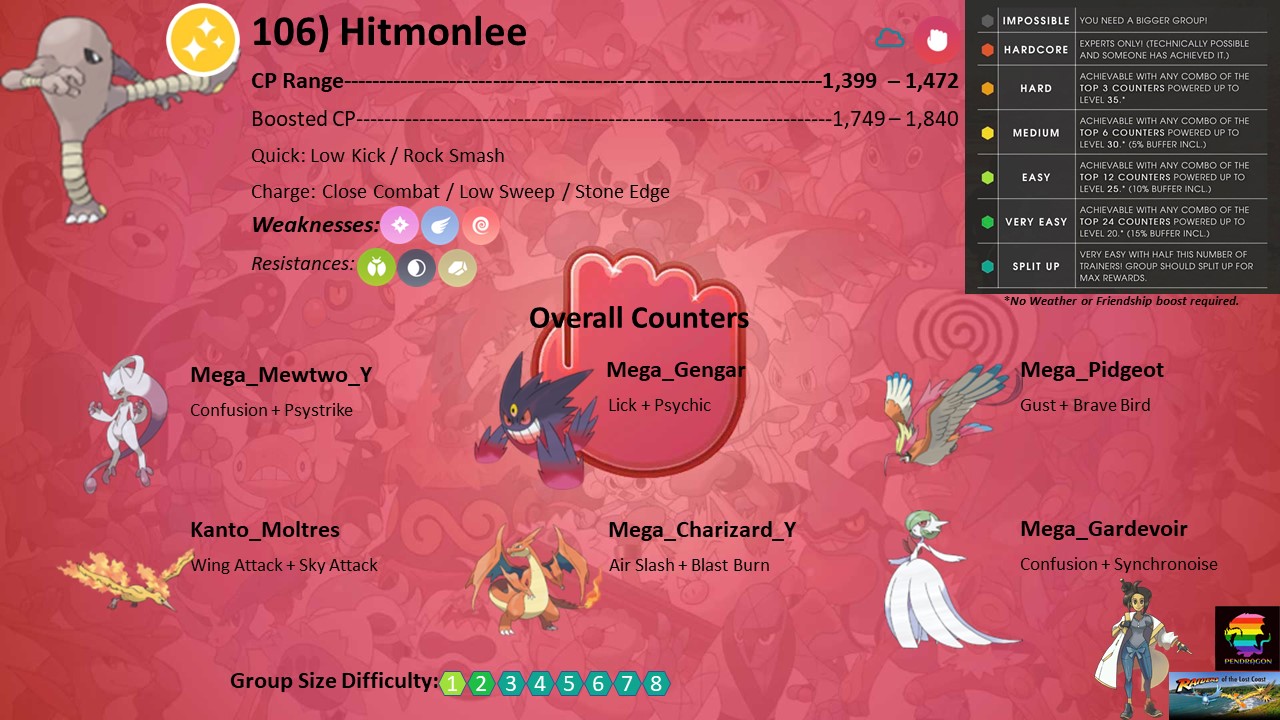 106) Hitmonlee
CP Range--------------------------------------------------------------------------------1,399 – 1,472
Boosted CP--------------------------------------------------------------------------------1,749 – 1,840
Quick: Low Kick / Rock Smash
Charge: Close Combat / Low Sweep / Stone Edge
Weaknesses:
Resistances:
IMPOSSIBLE YOU NEED A BIGGER GROUP!
HARDCORE
EXPERTS ONLY! (TECHNICALLY POSSIBLE
AND SOMEONE HAS ACHIEVED IT.)
HARD
ACHIEVABLE WITH ANY COMBO OF THE
TOP 3 COUNTERS POWERED UP TO
LEVEL 35.*
MEDIUM
ACHIEVABLE WITH ANY COMBO OF THE
TOP 6 COUNTERS POWERED UP TO
LEVEL 30.* (5% BUFFER INCL.)
EASY
ACHIEVABLE WITH ANY COMBO OF THE
TOP 12 COUNTERS POWERED UP TO
LEVEL 25.* (10% BUFFER INCL.)
VERY EASY
ACHIEVABLE WITH ANY COMBO OF THE
TOP 24 COUNTERS POWERED UP TO
LEVEL 20.* (15% BUFFER INCL.)
SPLIT UP
VERY EASY WITH HALF THIS NUMBER OF
TRAINERS! GROUP SHOULD SPLIT UP FOR
MAX REWARDS.
*No Weather or Friendship boost required.
Overall Counters
Mega_Mewtwo_Y
Confusion + Psystrike
Mega_Gengar
Lick + Psychic
Mega_Pidgeot
Gust + Brave Bird
Kanto_Moltres
Wing Attack + Sky Attack
Mega_Charizard_Y
Air Slash + Blast Burn
Mega_Gardevoir
Confusion + Synchronoise
Group Size Difficulty: 1 2 3 4 5 6 7 8
PENDRAGON
RAIDERS of the Lost Coast